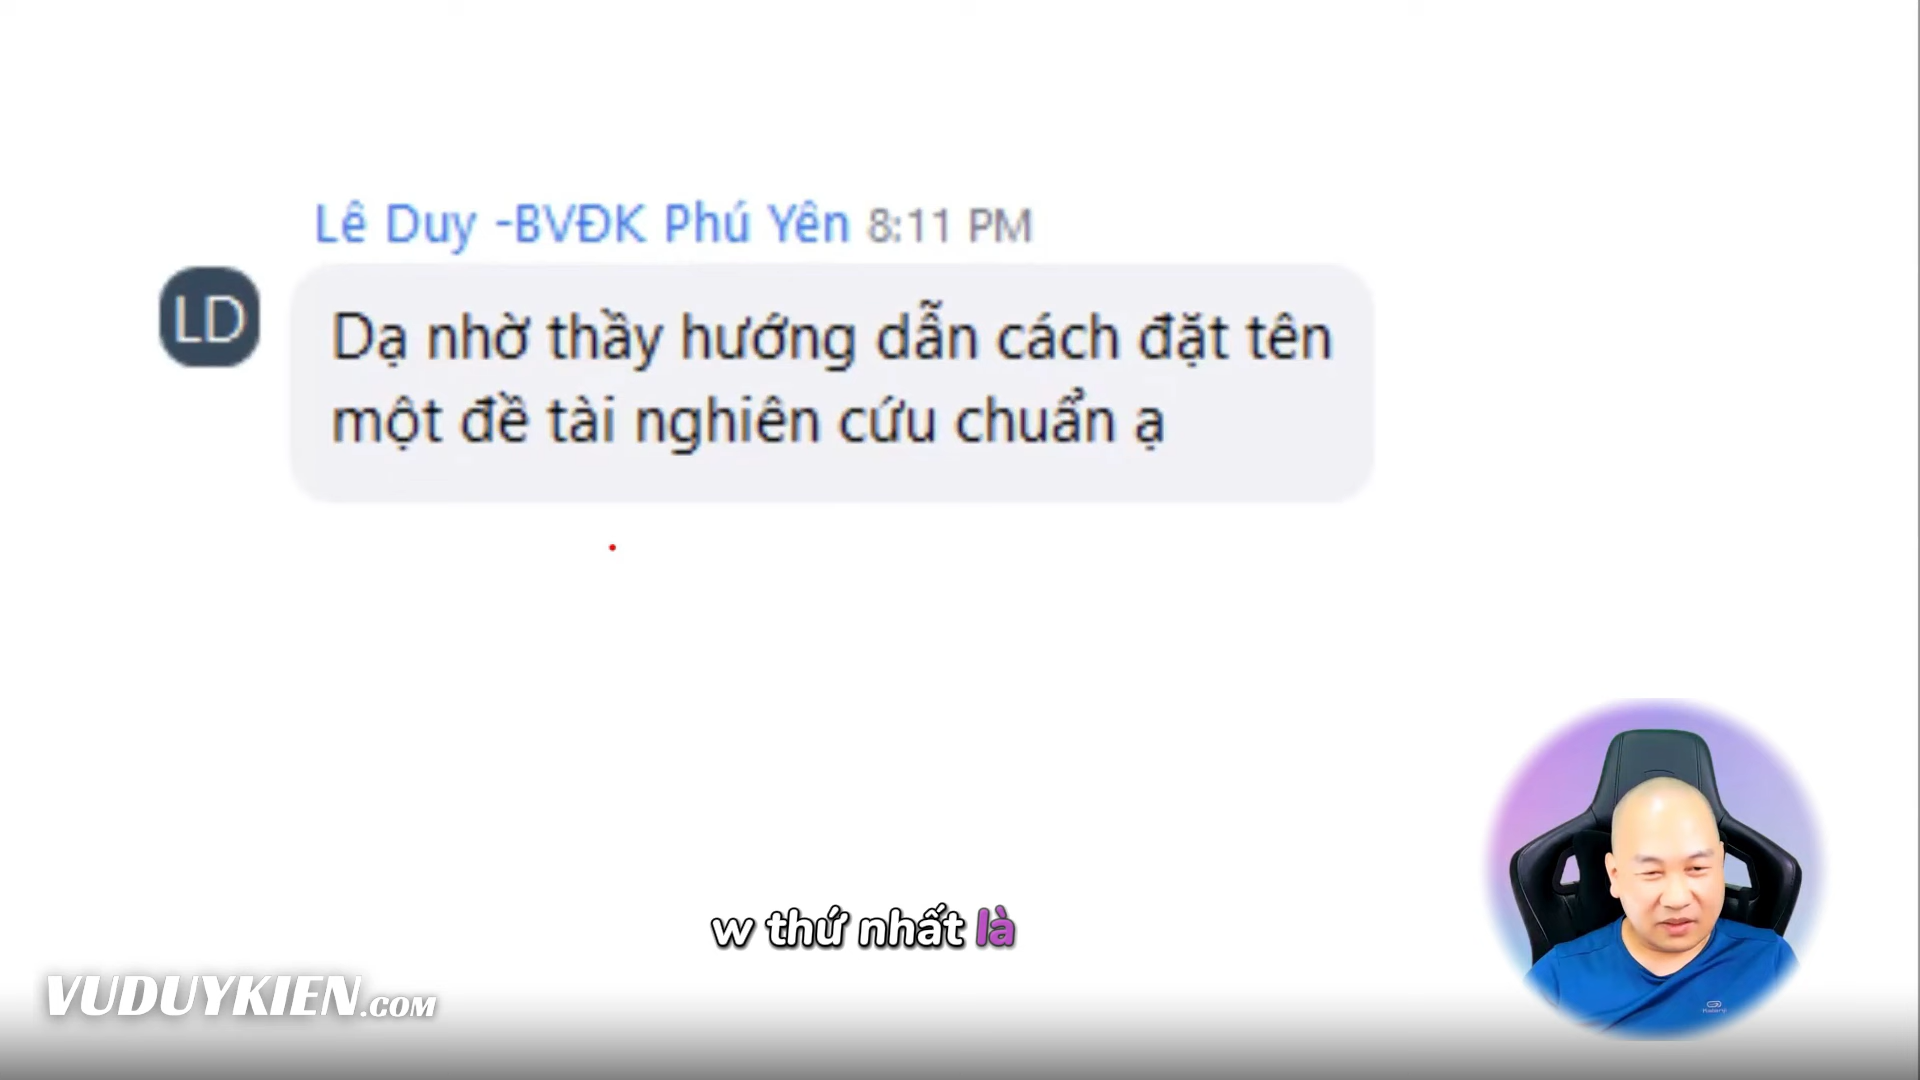 Lê Duy -BVĐK Phú Yên 8:11 PM
LD
Dạ nhờ thầy hướng dẫn cách đặt tên
một đề tài nghiên cứu chuẩn ạ
w thứ nhất là
VUDUYKIEN.COM